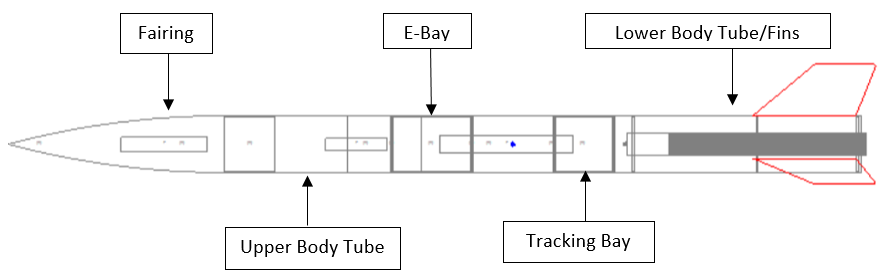 Fairing
E-Bay
Lower Body Tube/Fins
Upper Body Tube
Tracking Bay